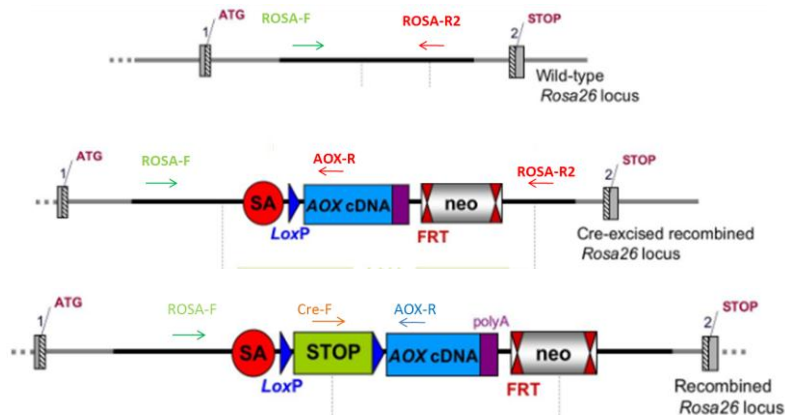 ATG
ROSA-F
ROSA-R2
STOP
1
2
Wild-type
Rosa26 locus
ATG
ROSA-F
AOX-R
ROSA-R2
STOP
1
2
SA
AOX cDNA
neo
LoxP
FRT
Cre-excised recombined
Rosa26 locus
ATG
ROSA-F
Cre-F
AOX-R
polyA
STOP
1
2
SA
STOP
AOX cDNA
neo
LoxP
FRT
Recombined
Rosa26 locus